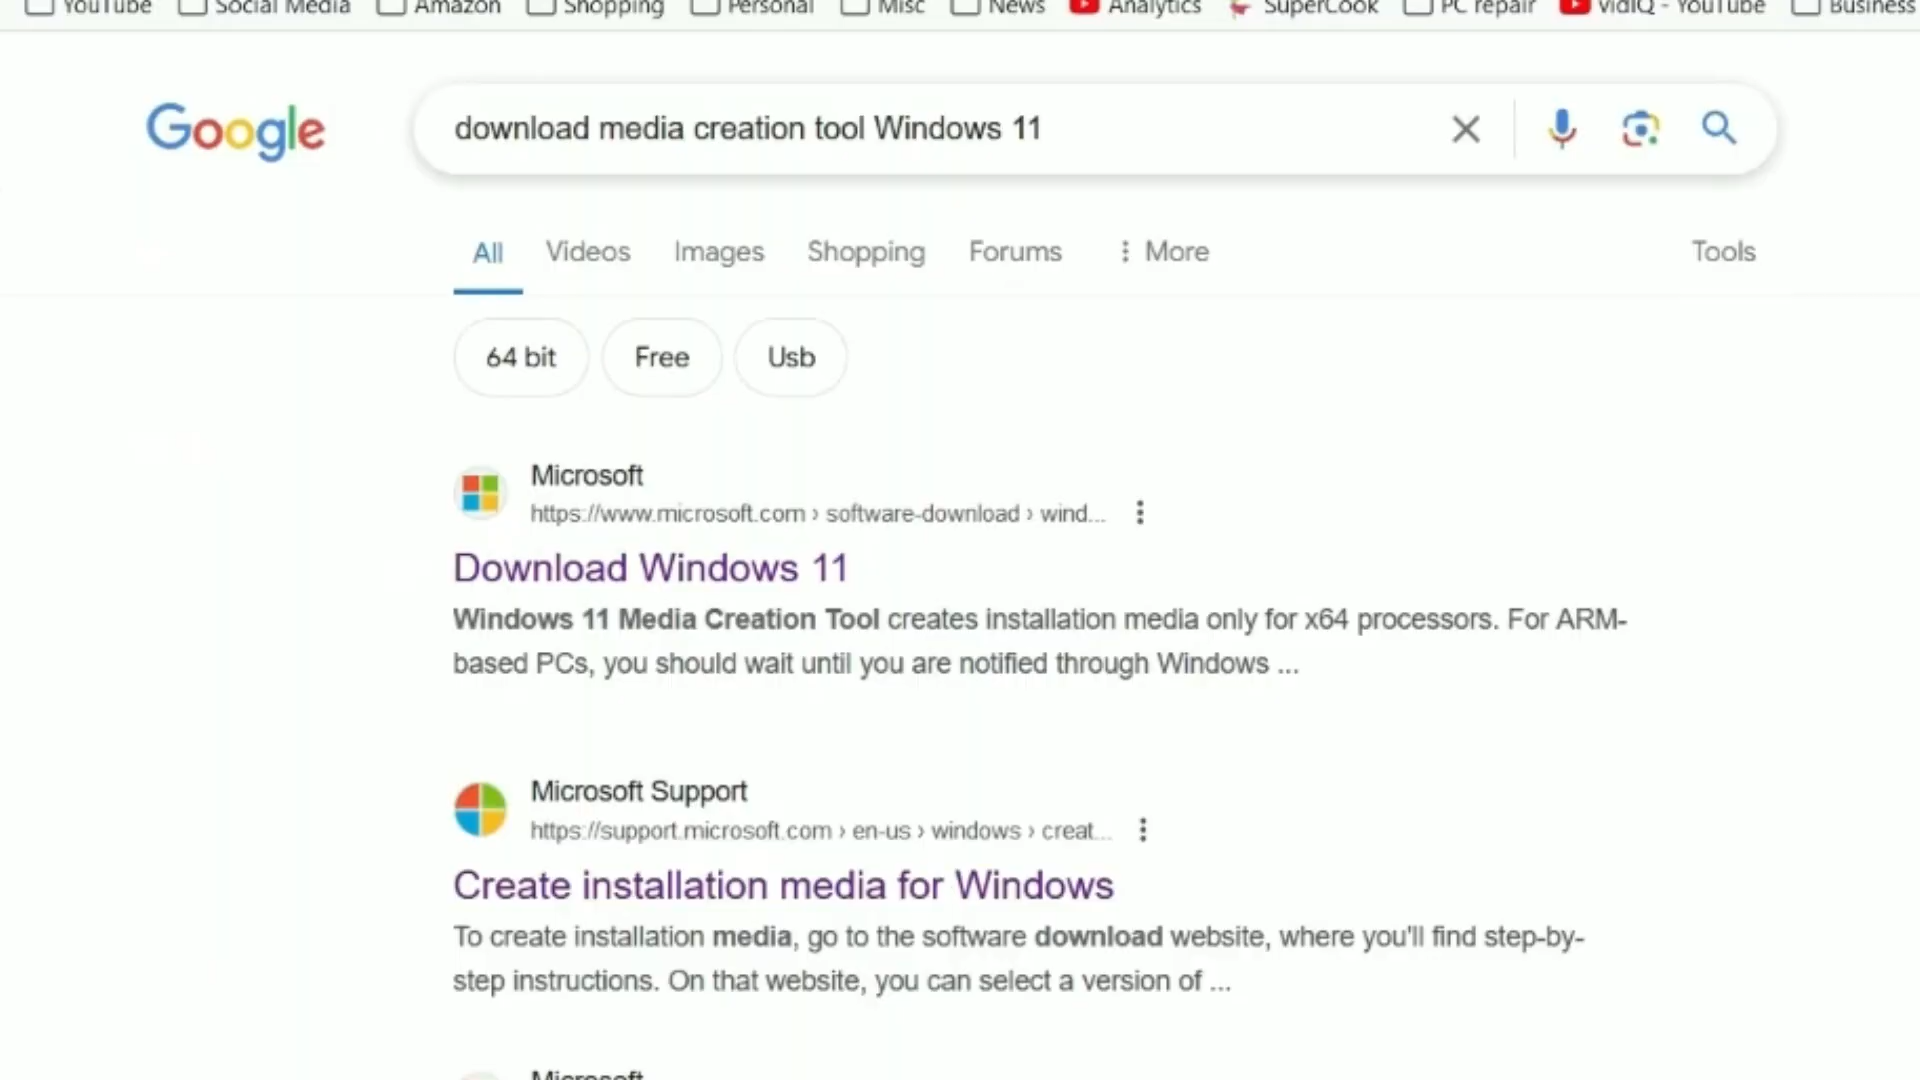 YouTube Social Media Amazon Shopping Personal Misc News Analytics SuperCook PC repair vidIQ - YouTube Business
Google
download media creation tool Windows 11
All Videos Images Shopping Forums More Tools
64 bit Free Usb
Microsoft
https://www.microsoft.com › software-download › wind...
Download Windows 11
Windows 11 Media Creation Tool creates installation media only for x64 processors. For ARM-
based PCs, you should wait until you are notified through Windows ...
Microsoft Support
https://support.microsoft.com › en-us › windows › creat...
Create installation media for Windows
To create installation media, go to the software download website, where you'll find step-by-
step instructions. On that website, you can select a version of ...
Microsoft